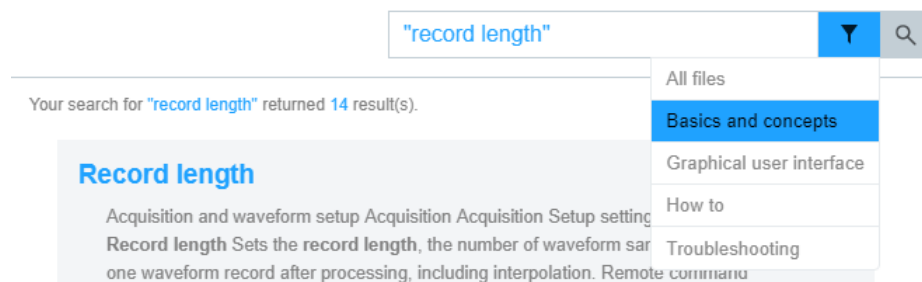 "record length"
All files
Your search for "record length" returned 14 result(s).
Basics and concepts
Graphical user interface
Record length
How to
Acquisition and waveform setup Acquisition Acquisition Setup setting
Record length Sets the record length, the number of waveform sar
Troubleshooting
one waveform record after processing, including interpolation. Remote command